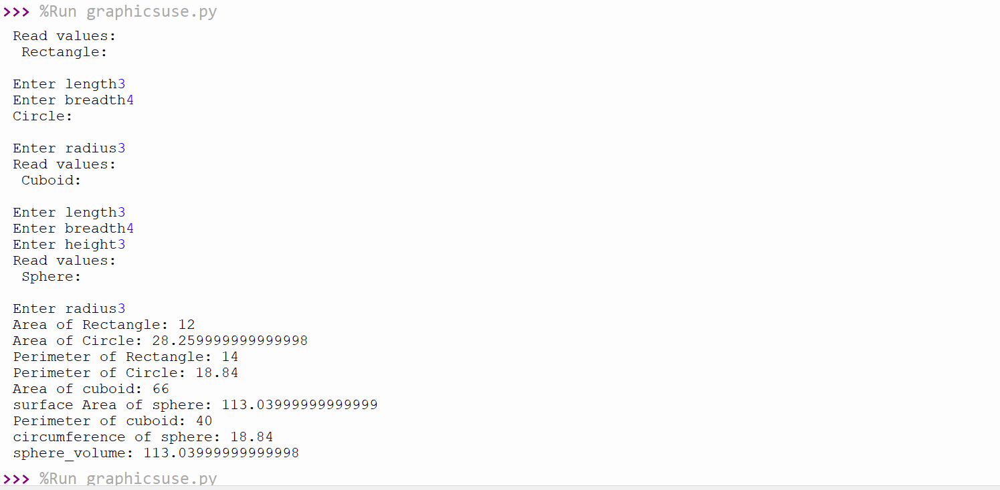 >>> %Run graphicsuse.py
Read values:
 Rectangle:
Enter length3
Enter breadth4
Circle:
Enter radius3
Read values:
 Cuboid:
Enter length3
Enter breadth4
Enter height3
Read values:
 Sphere:
Enter radius3
Area of Rectangle: 12
Area of Circle: 28.259999999999998
Perimeter of Rectangle: 14
Perimeter of Circle: 18.84
Area of cuboid: 66
surface Area of sphere: 113.03999999999999
Perimeter of cuboid: 40
circumference of sphere: 18.84
sphere_volume: 113.03999999999998
>>> %Run graphicsuse.py